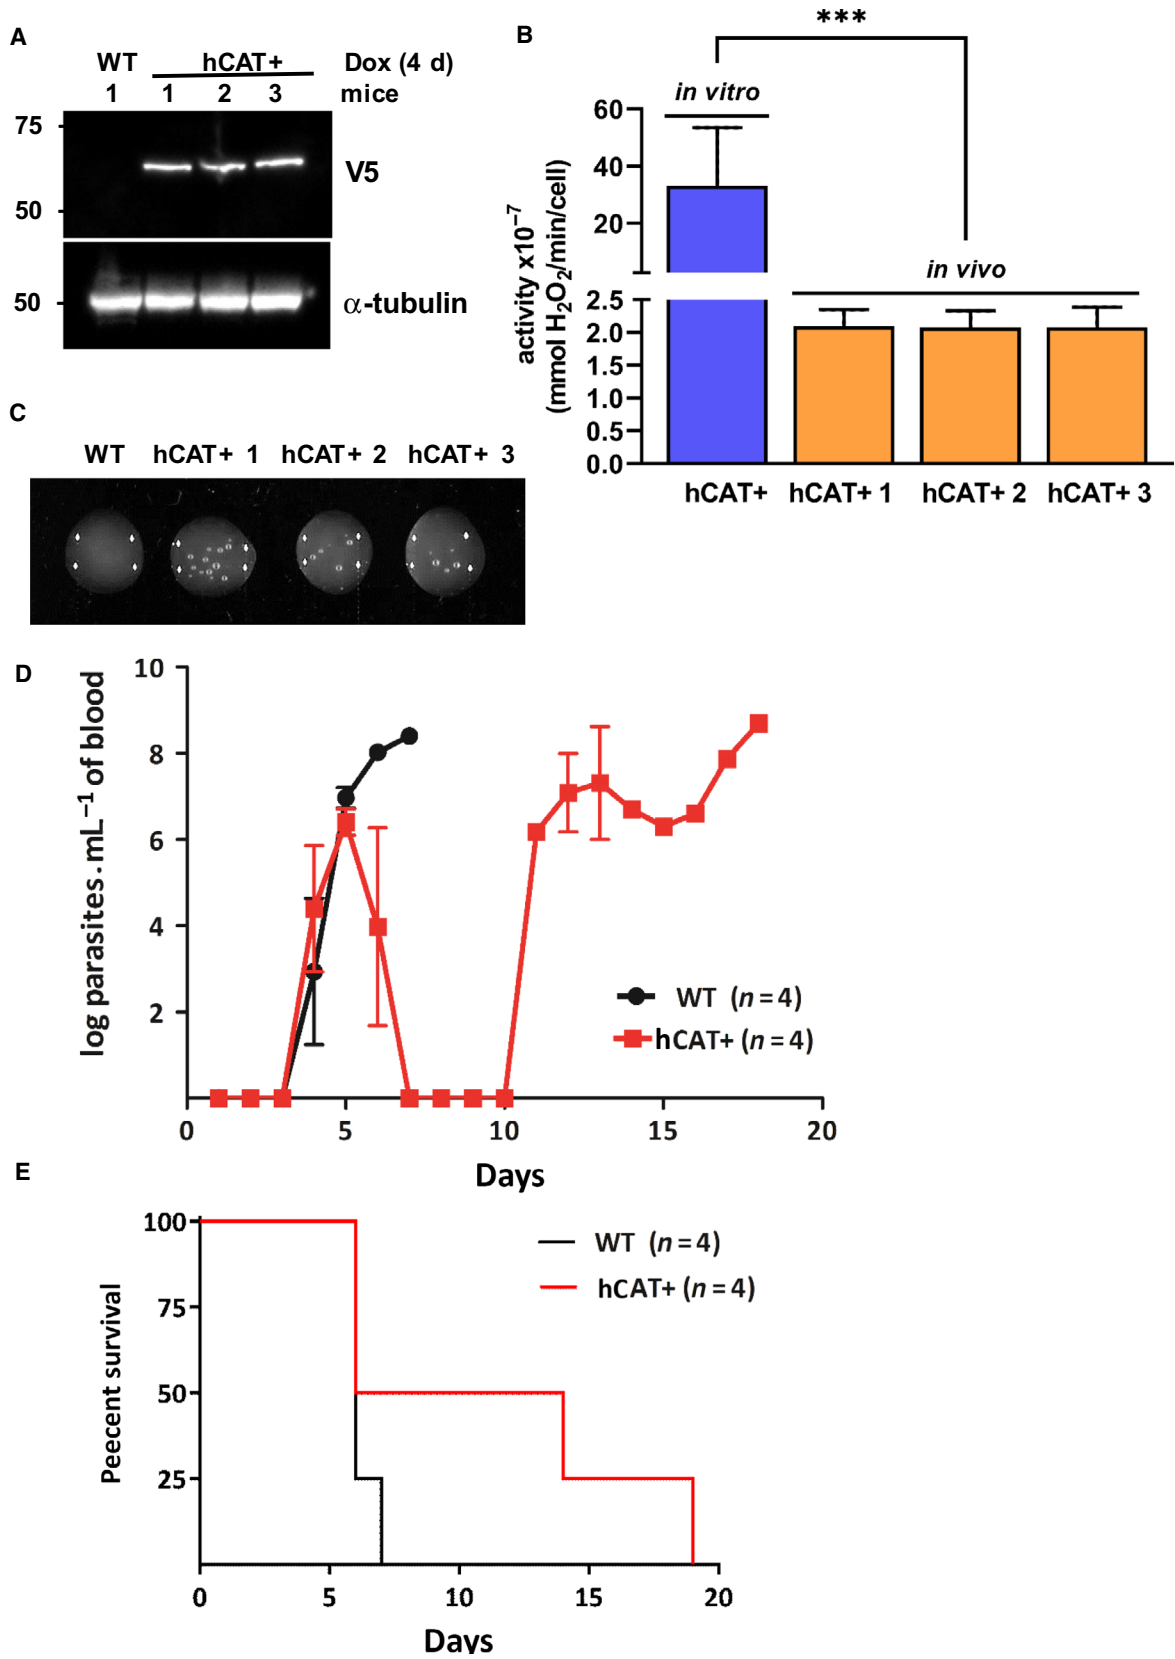 A
WT hCAT+ Dox (4 d)
1 1 2 3 mice
75
V5
50
50
α-tubulin
B
***
in vitro
60
40
20
in vivo
2.5
2.0
1.5
1.0
0.5
0.0
activity x10⁻⁷
(mmol H₂O₂/min/cell)
hCAT+ hCAT+ 1 hCAT+ 2 hCAT+ 3
C
WT hCAT+ 1 hCAT+ 2 hCAT+ 3
D
log parasites.mL⁻¹ of blood
10
8
6
4
2
WT (n=4)
hCAT+ (n=4)
0 5 10 15 20
Days
E
Peecent survival
100
75
50
25
WT (n=4)
hCAT+ (n=4)
0 5 10 15 20
Days